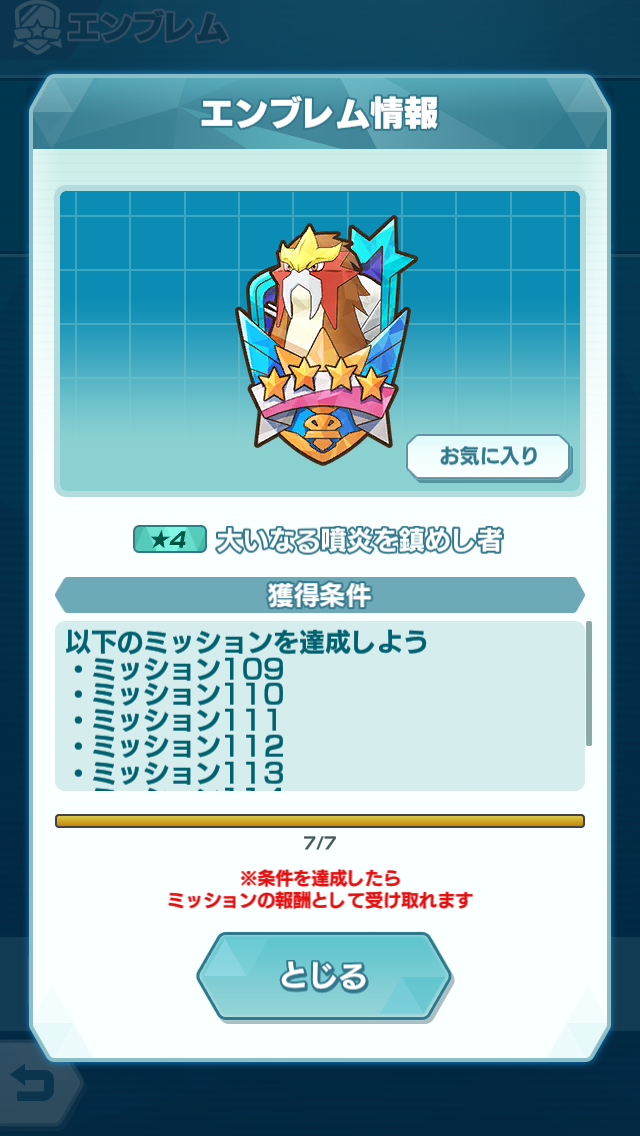 エンブレム
エンブレム情報
お気に入り
★4 大いなる噴炎を鎮めし者
獲得条件
以下のミッションを達成しよう
・ミッション109
・ミッション110
・ミッション111
・ミッション112
・ミッション113
7/7
※条件を達成したら
ミッションの報酬として受け取れます
とじる